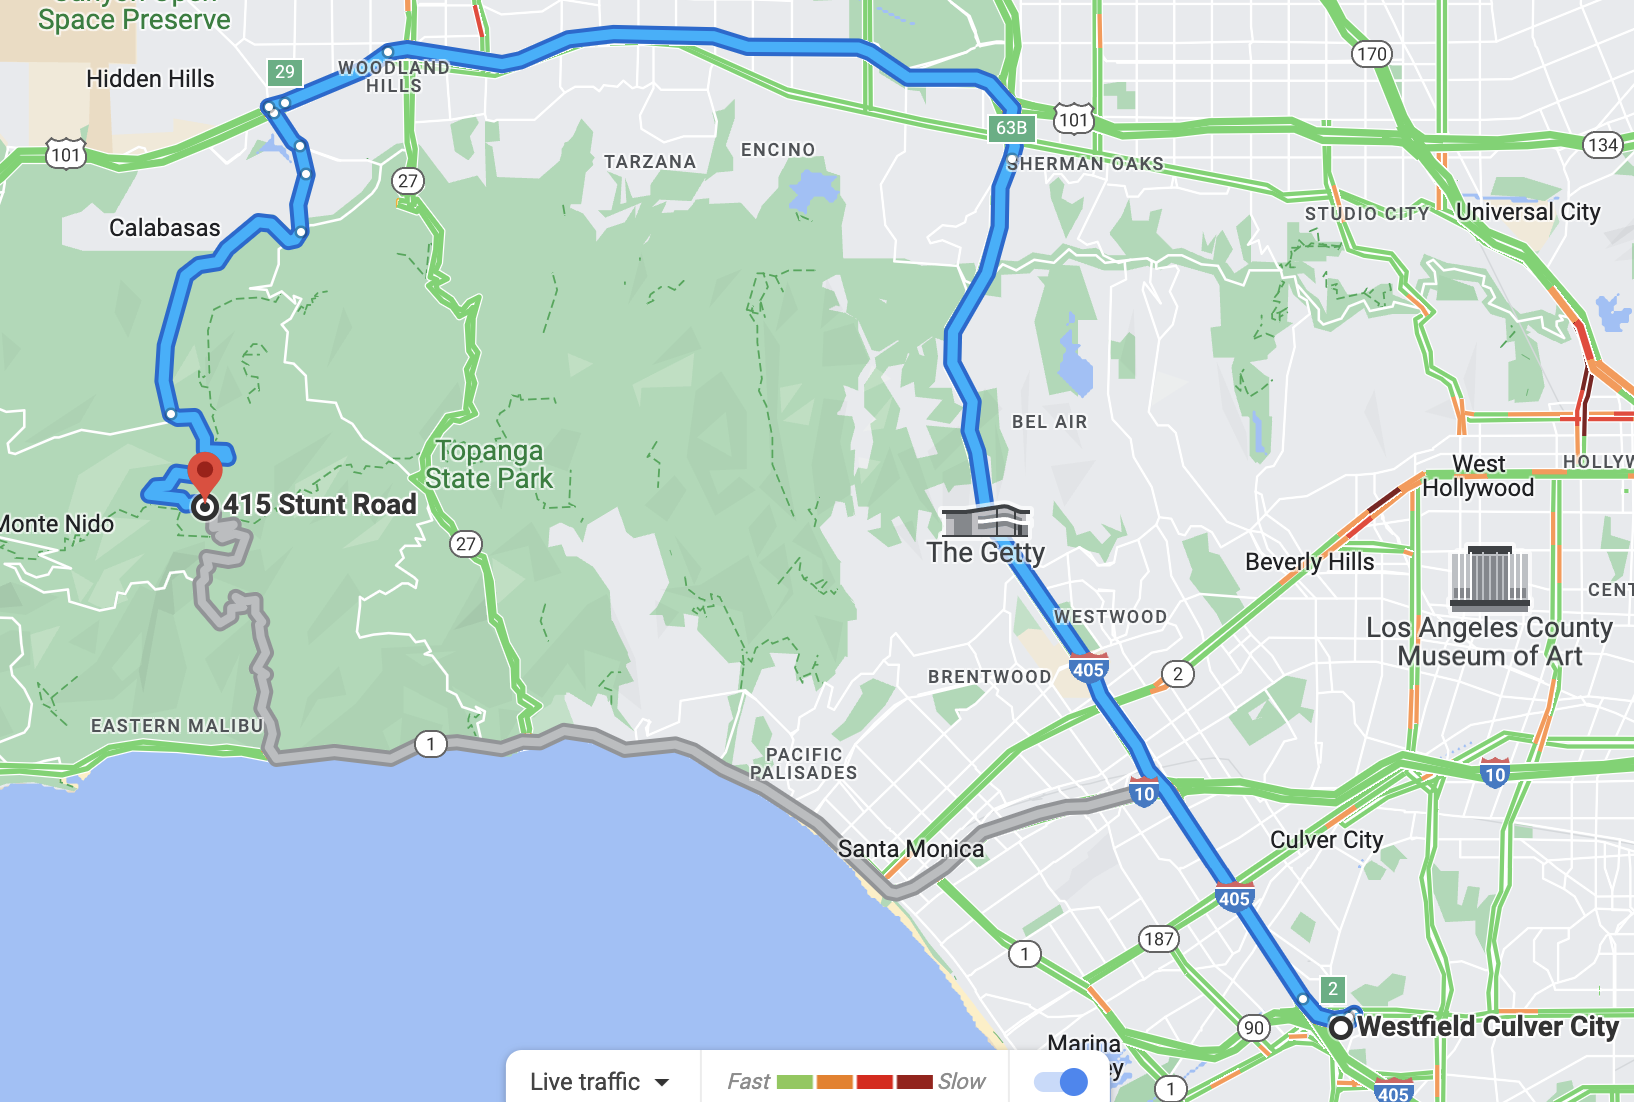 Space Preserve
170
Hidden Hills
29
WOODLAND
HILLS
101
63B
101
134
TARZANA
ENCINO
SHERMAN OAKS
27
STUDIO CITY
Universal City
Calabasas
BEL AIR
Topanga
State Park
West
Hollywood
HOLLYW
415 Stunt Road
Monte Nido
27
The Getty
Beverly Hills
CENT
WESTWOOD
Los Angeles County
Museum of Art
405
2
BRENTWOOD
EASTERN MALIBU
1
PACIFIC
PALISADES
10
10
Santa Monica
Culver City
405
187
1
2
90
Westfield Culver City
Marina
ey
1
405
Live traffic
Fast
Slow